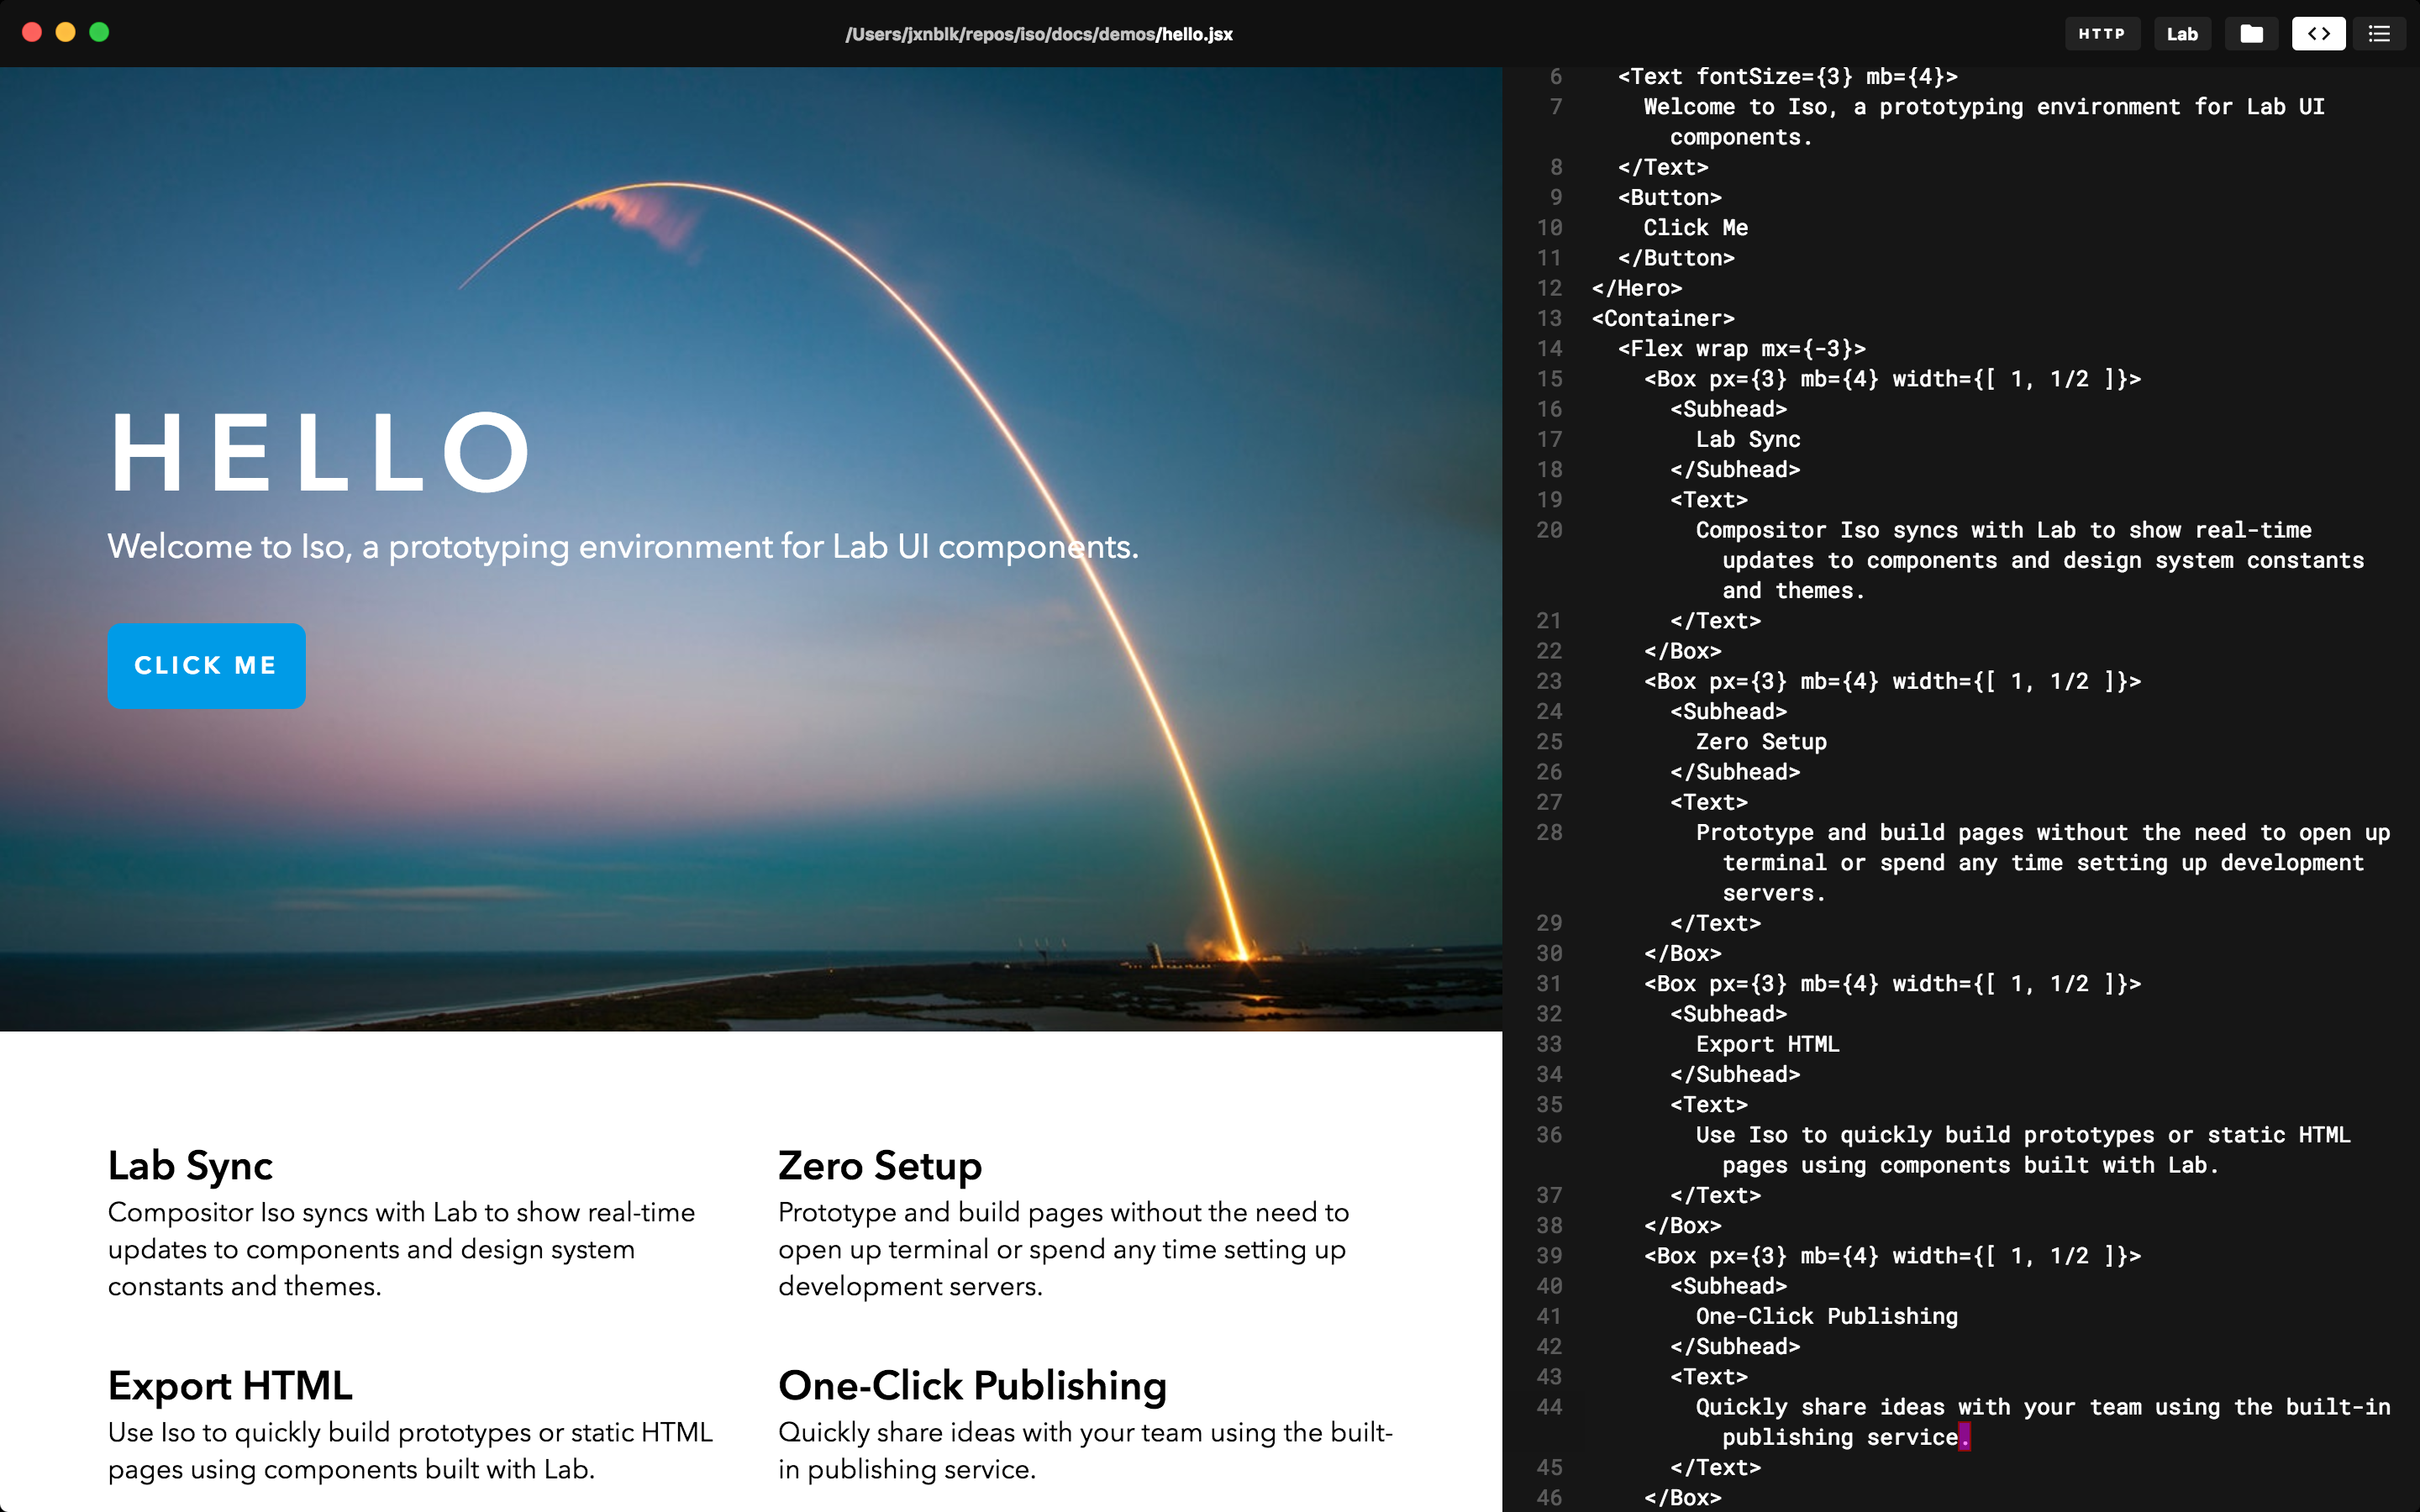 /Users/jxnblk/repos/iso/docs/demos/hello.jsx
HTTP
Lab
HELLO
Welcome to Iso, a prototyping environment for Lab UI components.
CLICK ME
Lab Sync
Compositor Iso syncs with Lab to show real-time
updates to components and design system
constants and themes.
Zero Setup
Prototype and build pages without the need to
open up terminal or spend any time setting up
development servers.
Export HTML
Use Iso to quickly build prototypes or static HTML
pages using components built with Lab.
One-Click Publishing
Quickly share ideas with your team using the built-
in publishing service.
6 <Text fontSize={3} mb={4}>
7 Welcome to Iso, a prototyping environment for Lab UI
components.
8 </Text>
9 <Button>
10 Click Me
11 </Button>
12 </Hero>
13 <Container>
14 <Flex wrap mx={-3}>
15 <Box px={3} mb={4} width={[ 1, 1/2 ]}>
16 <Subhead>
17 Lab Sync
18 </Subhead>
19 <Text>
20 Compositor Iso syncs with Lab to show real-time
updates to components and design system constants
and themes.
21 </Text>
22 </Box>
23 <Box px={3} mb={4} width={[ 1, 1/2 ]}>
24 <Subhead>
25 Zero Setup
26 </Subhead>
27 <Text>
28 Prototype and build pages without the need to open up
terminal or spend any time setting up development
servers.
29 </Text>
30 </Box>
31 <Box px={3} mb={4} width={[ 1, 1/2 ]}>
32 <Subhead>
33 Export HTML
34 </Subhead>
35 <Text>
36 Use Iso to quickly build prototypes or static HTML
pages using components built with Lab.
37 </Text>
38 </Box>
39 <Box px={3} mb={4} width={[ 1, 1/2 ]}>
40 <Subhead>
41 One-Click Publishing
42 </Subhead>
43 <Text>
44 Quickly share ideas with your team using the built-in
publishing service.
45 </Text>
46 </Box>